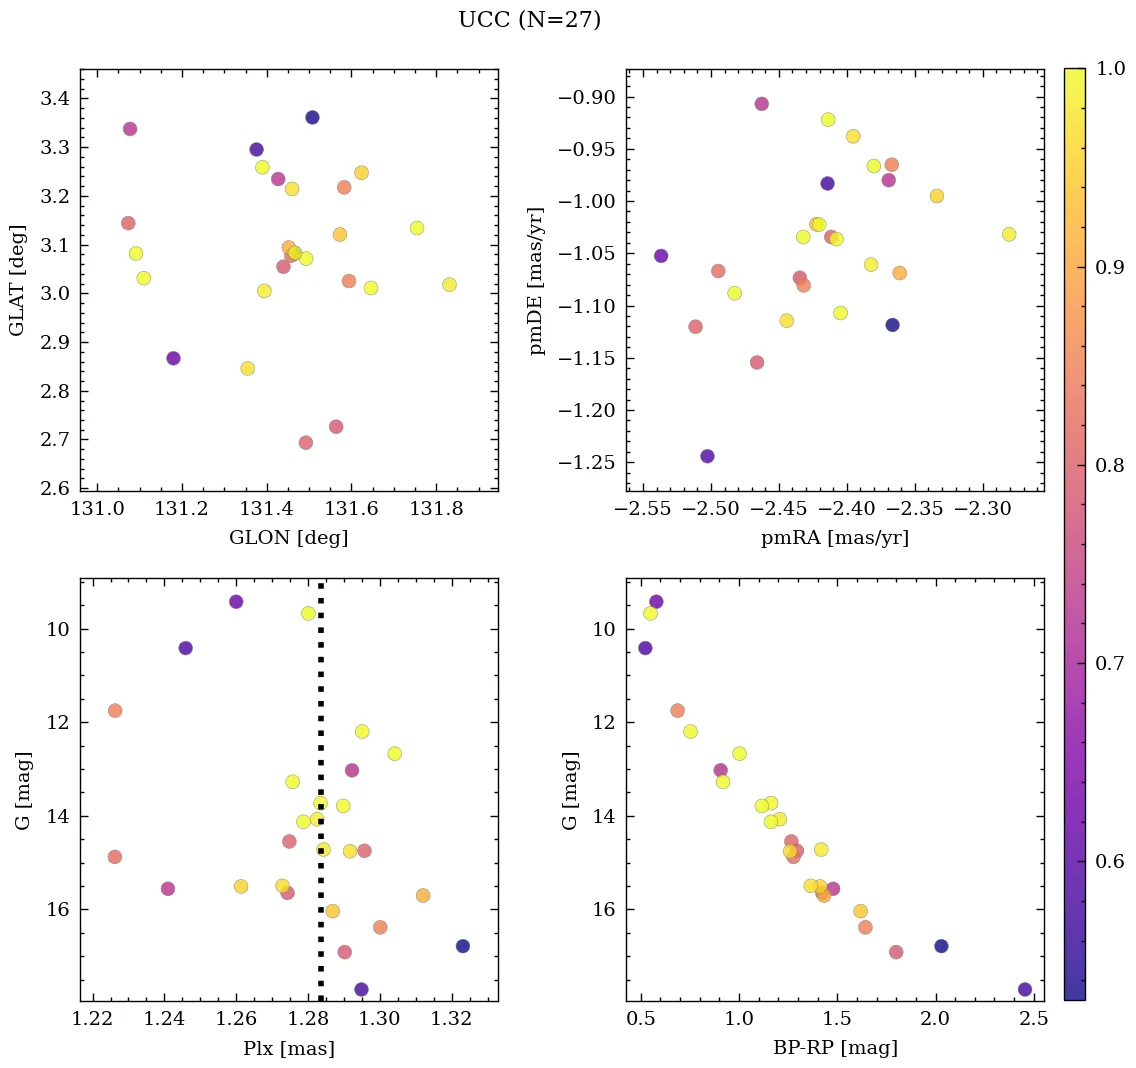 UCC (N=27)
3.4
3.3
3.2
3.1
3.0
2.9
2.8
2.7
2.6
GLAT [deg]
131.0 131.2 131.4 131.6 131.8
GLON [deg]
−0.90
−0.95
−1.00
−1.05
−1.10
−1.15
−1.20
−1.25
pmDE [mas/yr]
−2.55 −2.50 −2.45 −2.40 −2.35 −2.30
pmRA [mas/yr]
10
12
14
16
G [mag]
1.22 1.24 1.26 1.28 1.30 1.32
Plx [mas]
10
12
14
16
G [mag]
0.5 1.0 1.5 2.0 2.5
BP-RP [mag]
1.0
0.9
0.8
0.7
0.6